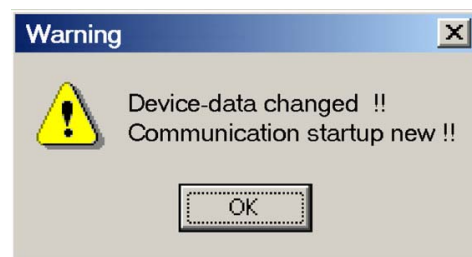 Warning
Device-data changed !!
Communication startup new !!
OK